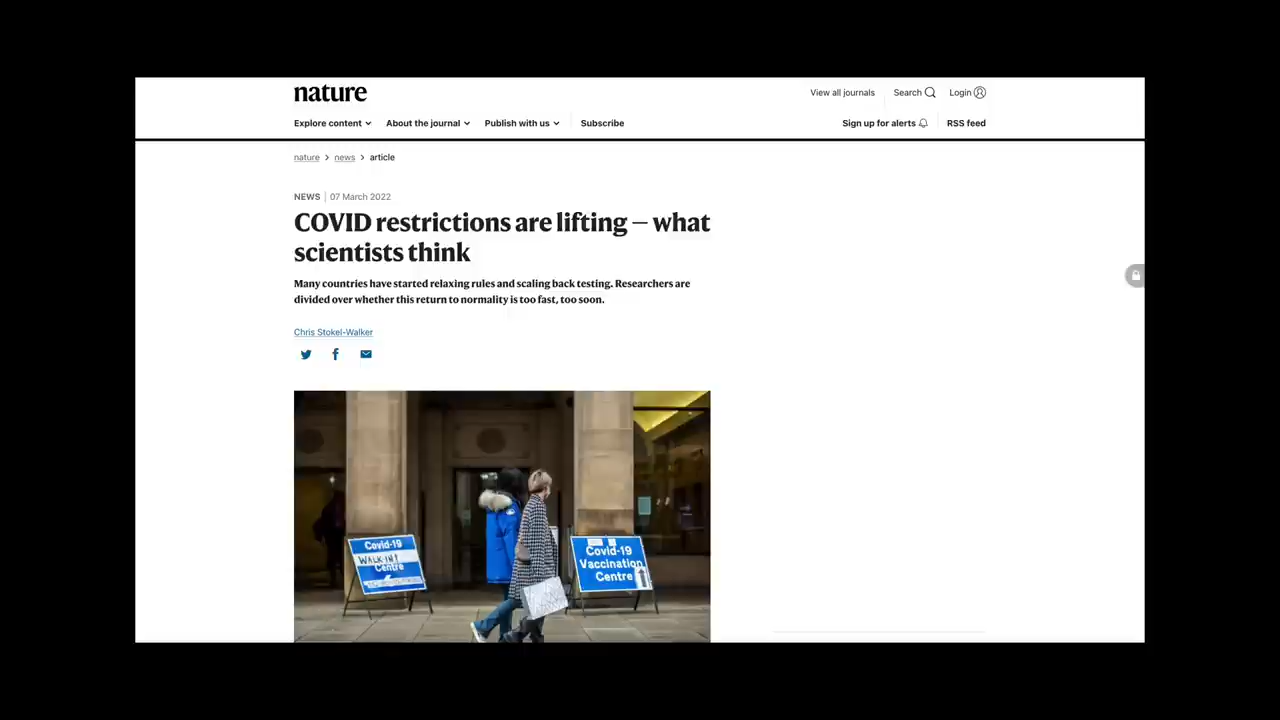 nature
View all journals Search Login
Explore content About the journal Publish with us Subscribe
Sign up for alerts RSS feed
nature > news > article
NEWS | 07 March 2022
COVID restrictions are lifting — what
scientists think
Many countries have started relaxing rules and scaling back testing. Researchers are
divided over whether this return to normality is too fast, too soon.
Chris Stokel-Walker
Covid-19
WALK-IN!
Centre
Covid-19
Vaccination
Centre